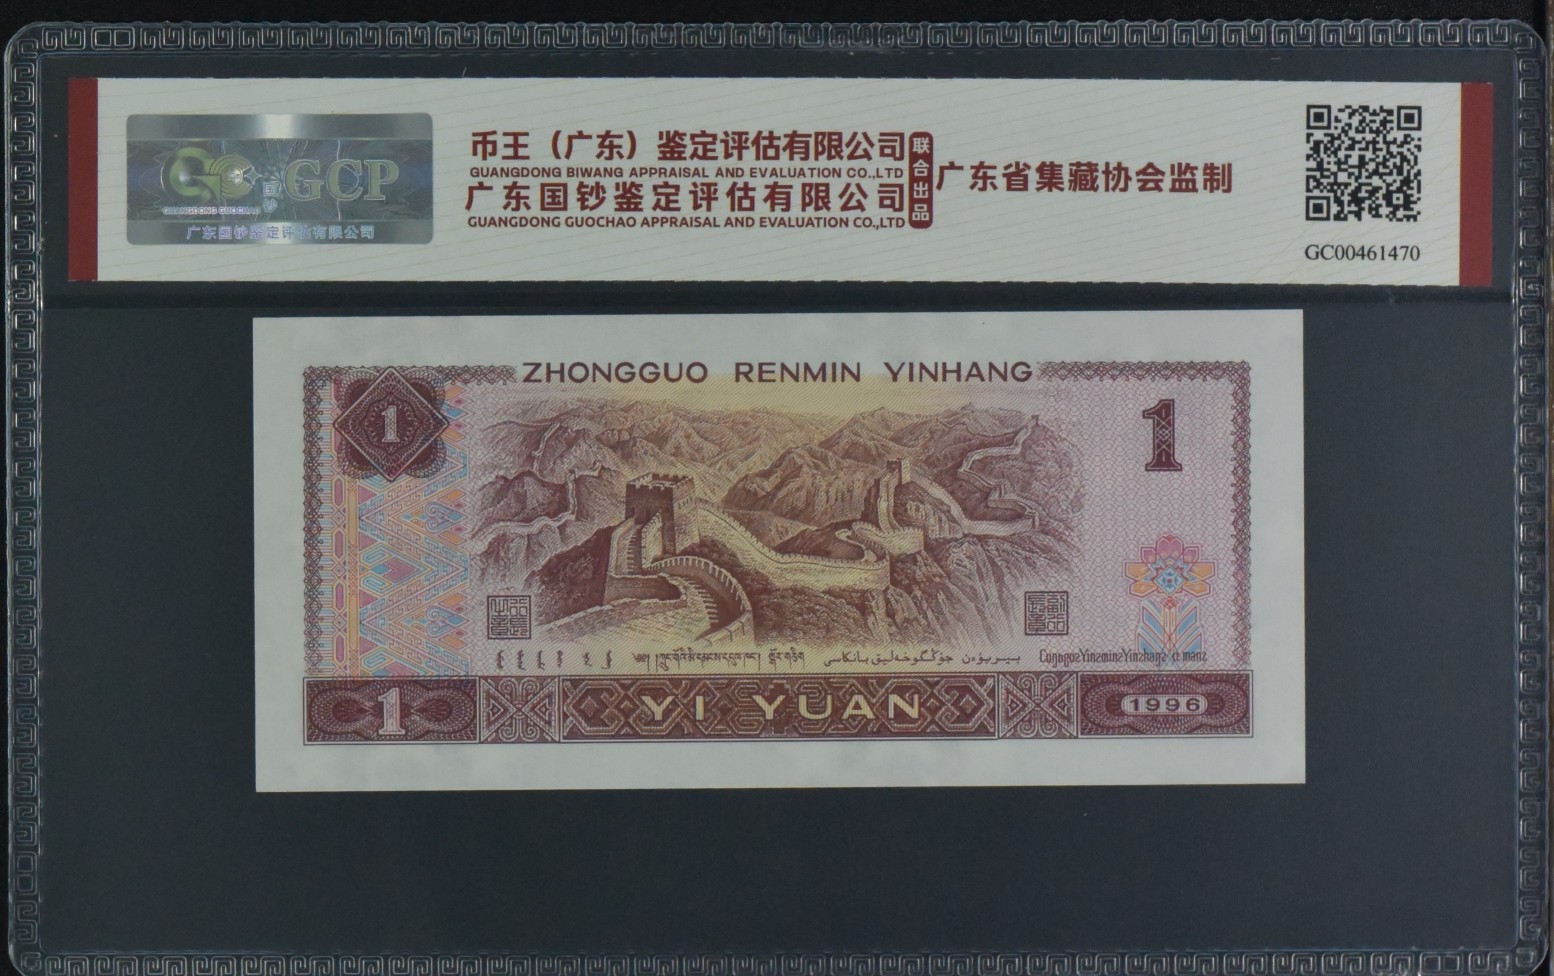 GCP
GUANGDONG GUOCHAO
广东国钞鉴定评估有限公司
币王（广东）鉴定评估有限公司
GUANGDONG BIWANG APPRAISAL AND EVALUATION CO.,LTD
广东国钞鉴定评估有限公司
GUANGDONG GUOCHAO APPRAISAL AND EVALUATION CO.,LTD
联合出品
广东省集藏协会监制
GC00461470
ZHONGGUO RENMIN YINHANG
1
1
1
YI YUAN
1996